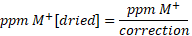 ppm M⁺[dried] = ppm M⁺ / correction